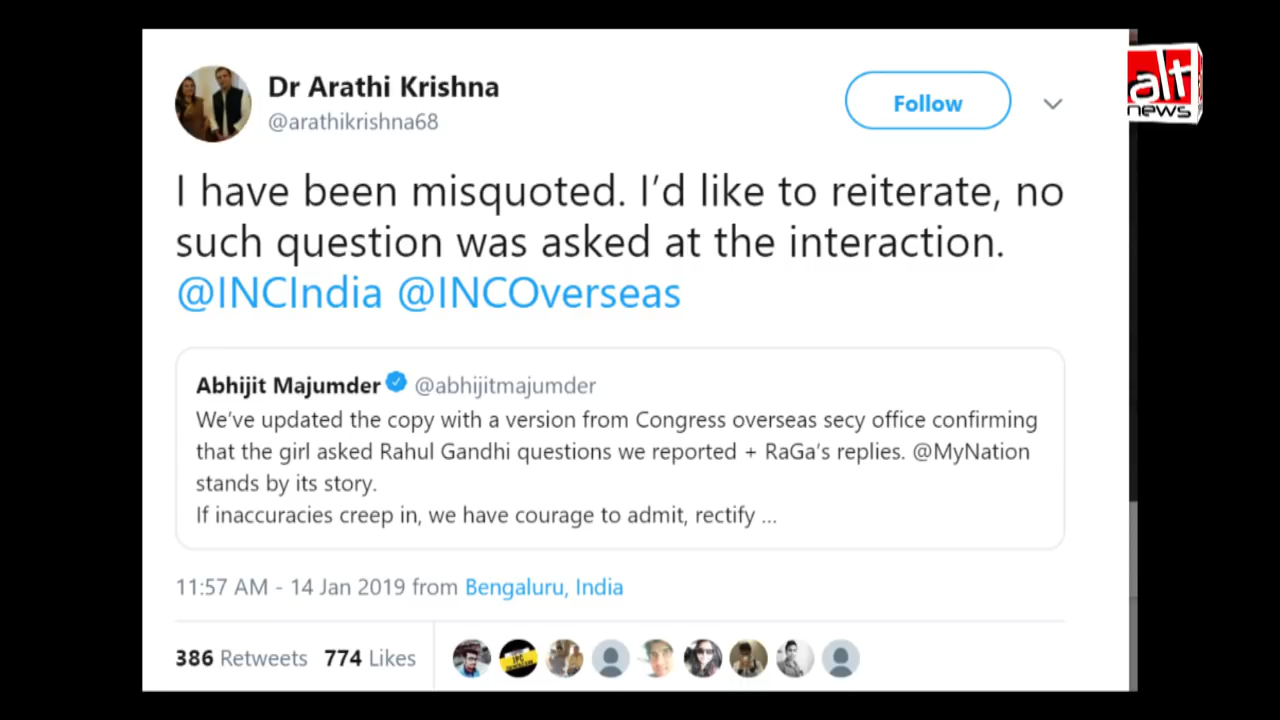 Dr Arathi Krishna
@arathikrishna68
Follow
alt
news
I have been misquoted. I'd like to reiterate, no
such question was asked at the interaction.
@INCIndia @INCOverseas
Abhijit Majumder @abhijitmajumder
We've updated the copy with a version from Congress overseas secy office confirming
that the girl asked Rahul Gandhi questions we reported + RaGa's replies. @MyNation
stands by its story.
If inaccuracies creep in, we have courage to admit, rectify ...
11:57 AM - 14 Jan 2019 from Bengaluru, India
386 Retweets 774 Likes